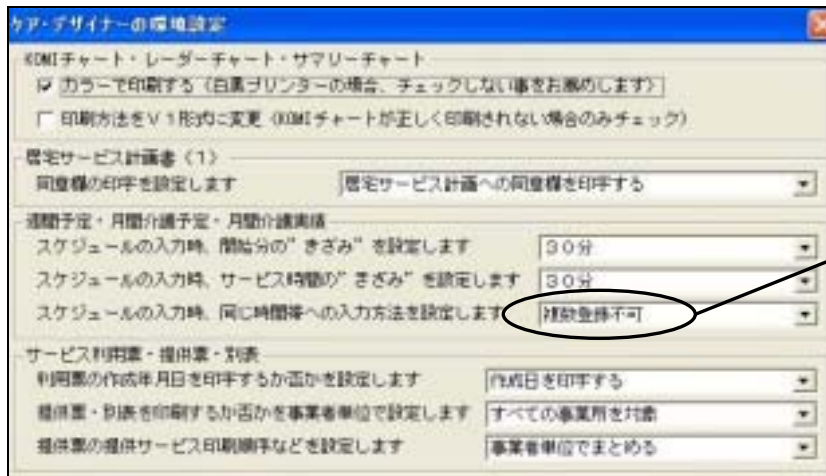 ケア・デザイナーの環境設定
KOMIチャート・レーダーチャート・サマリーチャート
カラーで印刷する（白黒プリンターの場合、チェックしない事をお薦めします）
印刷方法をV1形式に変更（KOMIチャートが正しく印刷されない場合のみチェック）
居宅サービス計画書（1）
同意欄の印字を設定します 居宅サービス計画への同意欄を印字する
週間予定・月間介護予定・月間介護実績
スケジュールの入力時、開始分の”きざみ”を設定します 30分
スケジュールの入力時、サービス時間の”きざみ”を設定します 30分
スケジュールの入力時、同じ時間帯への入力方法を設定します 複数登録不可
サービス利用票・提供票・別表
利用票の作成年月日を印字するか否かを設定します 作成日を印字する
提供票・別表を印刷するか否かを事業者単位で設定します すべての事業所を対象
提供票の提供サービス印刷順序などを設定します 事業者単位でまとめる